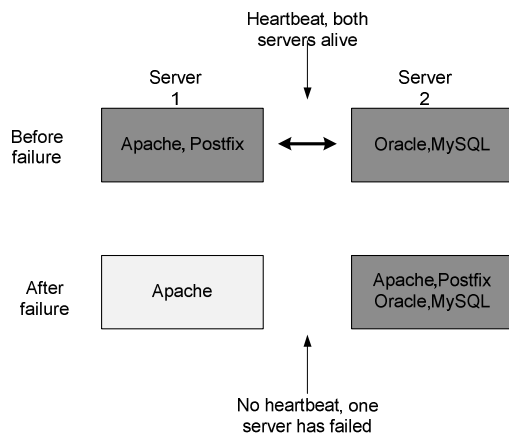 Heartbeat, both
servers alive
Server
1
Server
2
Before
failure
Apache, Postfix
Oracle,MySQL
After
failure
Apache
Apache,Postfix
Oracle,MySQL
No heartbeat, one
server has failed